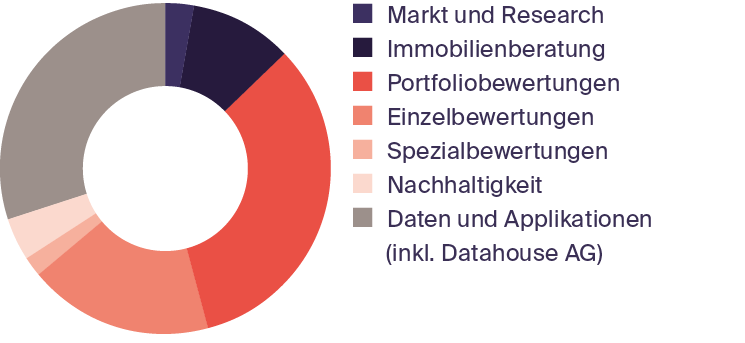 Markt und Research
Immobilienberatung
Portfoliobewertungen
Einzelbewertungen
Spezialbewertungen
Nachhaltigkeit
Daten und Applikationen
(inkl. Datahouse AG)